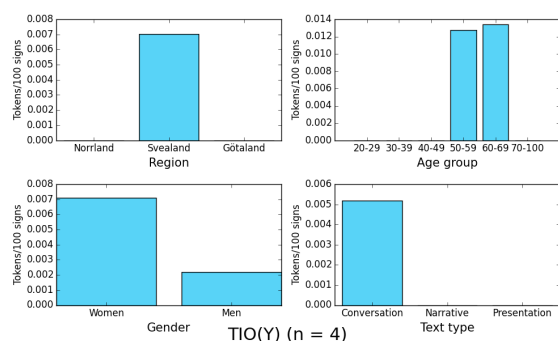 0.008
0.007
0.006
0.005
0.004
0.003
0.002
0.001
0.000
Tokens/100 signs
Norrland Svealand Götaland
Region
0.014
0.012
0.010
0.008
0.006
0.004
0.002
0.000
Tokens/100 signs
20-29 30-39 40-49 50-59 60-69 70-100
Age group
0.008
0.007
0.006
0.005
0.004
0.003
0.002
0.001
0.000
Tokens/100 signs
Women Men
Gender
0.006
0.005
0.004
0.003
0.002
0.001
0.000
Tokens/100 signs
Conversation Narrative Presentation
Text type
TIO(Y) (n = 4)